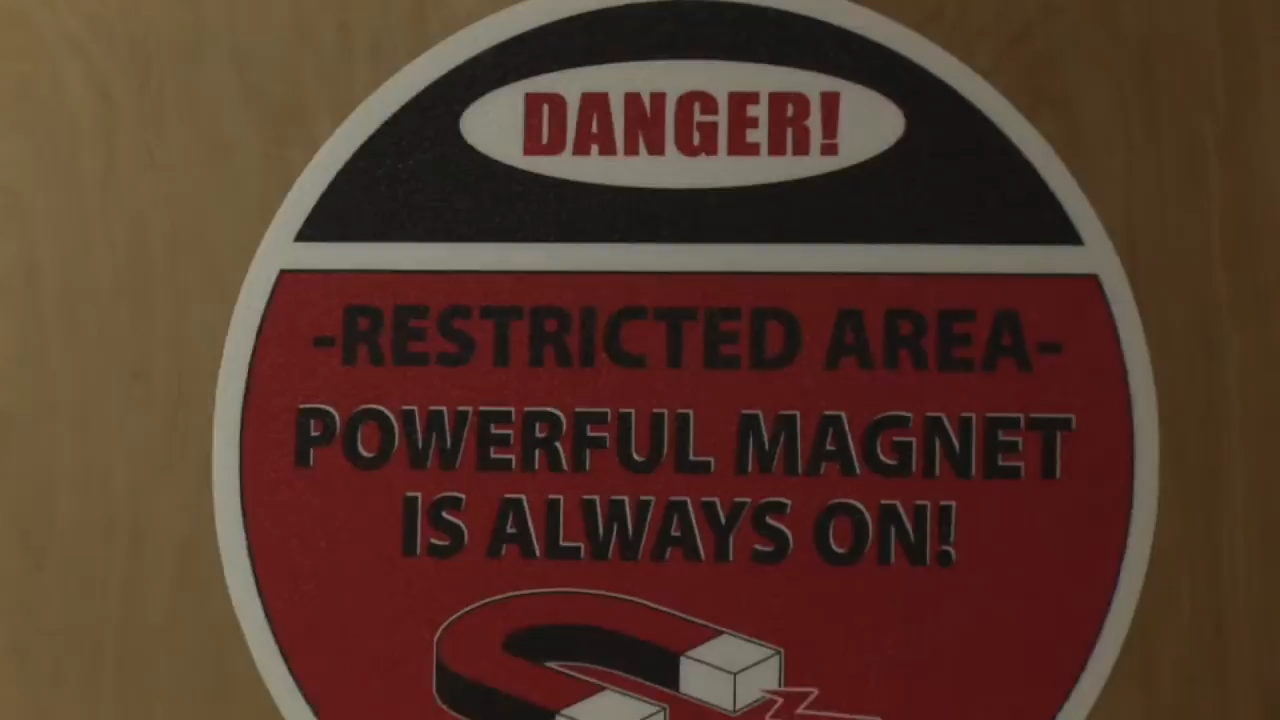 DANGER!
-RESTRICTED AREA-
POWERFUL MAGNET
IS ALWAYS ON!